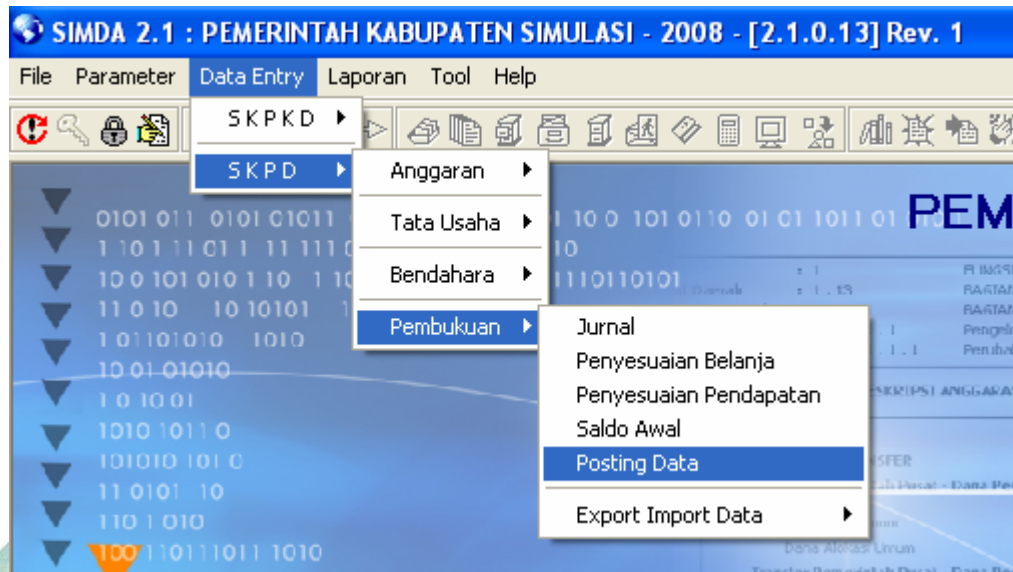 SIMDA 2.1 : PEMERINTAH KABUPATEN SIMULASI - 2008 - [2.1.0.13] Rev. 1
File Parameter Data Entry Laporan Tool Help
S K P K D
S K P D
Anggaran
Tata Usaha
Bendahara
Pembukuan
Jurnal
Penyesuaian Belanja
Penyesuaian Pendapatan
Saldo Awal
Posting Data
Export Import Data
PEM
Dana Alokasi Umum